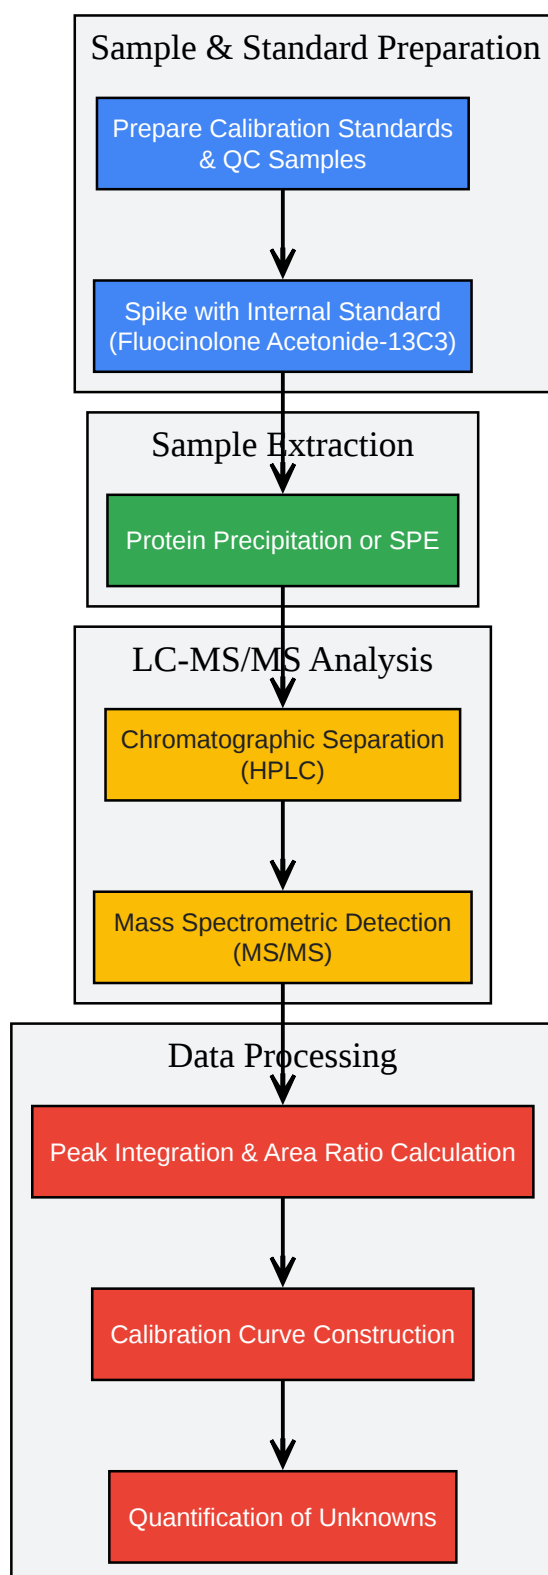 Sample & Standard Preparation
Prepare Calibration Standards
& QC Samples
Spike with Internal Standard
(Fluocinolone Acetonide-13C3)
Sample Extraction
Protein Precipitation or SPE
LC-MS/MS Analysis
Chromatographic Separation
(HPLC)
Mass Spectrometric Detection
(MS/MS)
Data Processing
Peak Integration & Area Ratio Calculation
Calibration Curve Construction
Quantification of Unknowns